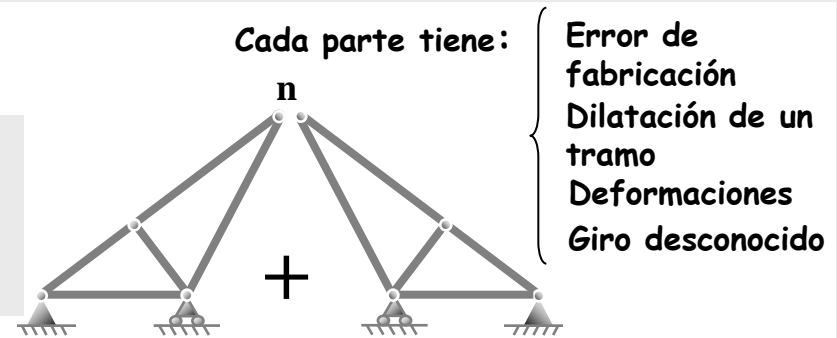 Cada parte tiene:
n
Error de
fabricación
Dilatación de un
tramo
Deformaciones
Giro desconocido
+